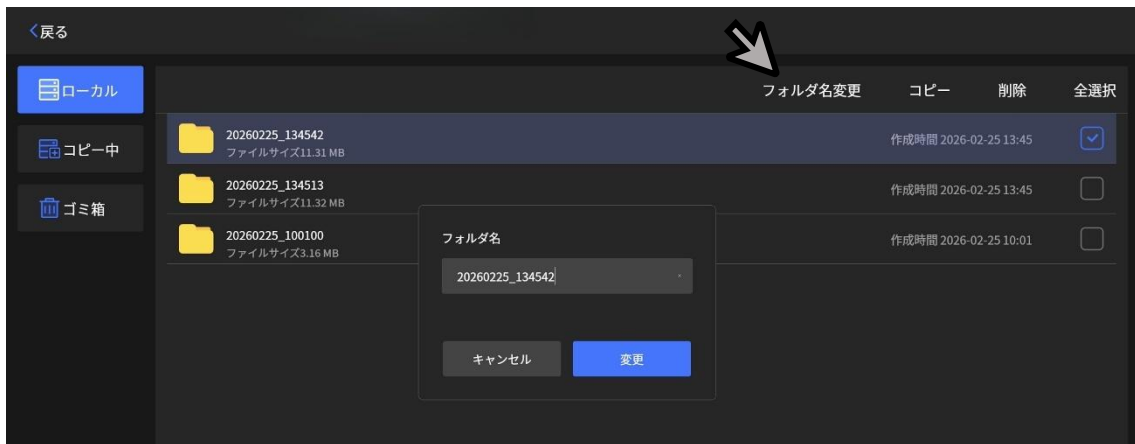 戻る
ローカル
フォルダ名変更 コピー 削除 全選択
20260225_134542
ファイルサイズ11.31 MB
作成時間 2026-02-25 13:45
コピー中
20260225_134513
ファイルサイズ11.32 MB
作成時間 2026-02-25 13:45
ゴミ箱
20260225_100100
ファイルサイズ3.16 MB
作成時間 2026-02-25 10:01
フォルダ名
20260225_134542
キャンセル 変更